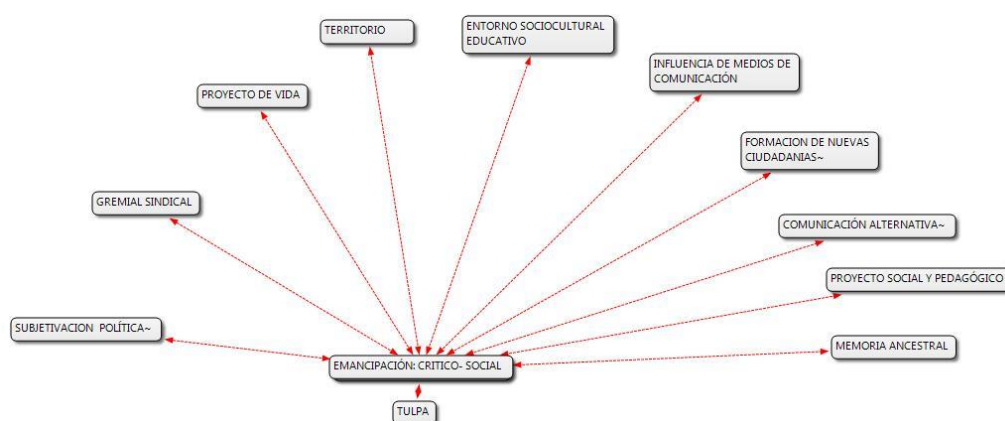 TERRITORIO
ENTORNO SOCIOCULTURAL
EDUCATIVO
INFLUENCIA DE MEDIOS DE
COMUNICACIÓN
PROYECTO DE VIDA
FORMACION DE NUEVAS
CIUDADANIAS~
GREMIAL SINDICAL
COMUNICACIÓN ALTERNATIVA~
PROYECTO SOCIAL Y PEDAGÓGICO
SUBJETIVACION POLÍTICA~
MEMORIA ANCESTRAL
EMANCIPACIÓN: CRITICO- SOCIAL
TULPA